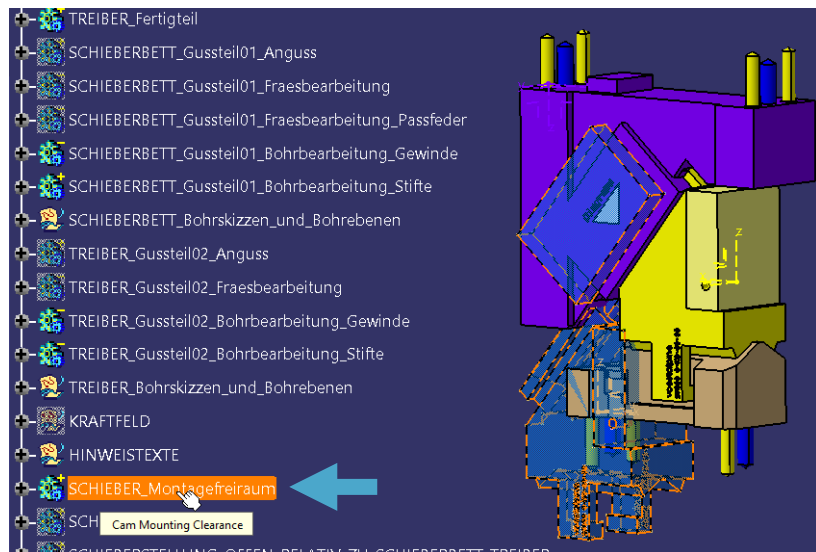 TREIBER_Fertigteil
SCHIEBERBETT_Gussteil01_Anguss
SCHIEBERBETT_Gussteil01_Fraesbearbeitung
SCHIEBERBETT_Gussteil01_Fraesbearbeitung_Passfeder
SCHIEBERBETT_Gussteil01_Bohrbearbeitung_Gewinde
SCHIEBERBETT_Gussteil01_Bohrbearbeitung_Stifte
SCHIEBERBETT_Bohrskizzen_und_Bohrebenen
TREIBER_Gussteil02_Anguss
TREIBER_Gussteil02_Fraesbearbeitung
TREIBER_Gussteil02_Bohrbearbeitung_Gewinde
TREIBER_Gussteil02_Bohrbearbeitung_Stifte
TREIBER_Bohrskizzen_und_Bohrebenen
KRAFTFELD
HINWEISTEXTE
SCHIEBER_Montagefreiraum
SCH
Cam Mounting Clearance
SCHIEBERSTELLUNG_OFFEN_RELATIV_ZU_SCHIEBERBETT_TREIBER
z